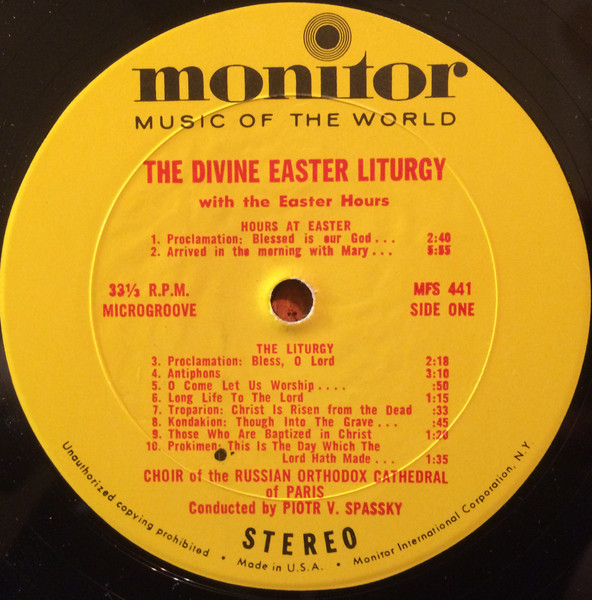 monitor
MUSIC OF THE WORLD
THE DIVINE EASTER LITURGY
with the Easter Hours
HOURS AT EASTER
1. Proclamation: Blessed is our God... 2:40
2. Arrived in the morning with Mary... 5:55
33⅓ R.P.M. MFS 441
MICROGROOVE SIDE ONE
THE LITURGY
3. Proclamation: Bless, O Lord 2:18
4. Antiphons 3:10
5. O Come Let Us Worship.... :50
6. Long Life To The Lord 1:15
7. Troparion: Christ Is Risen from the Dead :33
8. Kondakion: Though Into The Grave... :45
9. Those Who Are Baptized in Christ 1:20
10. Prokimen: This Is The Day Which The
Lord Hath Made... 1:35
CHOIR of the RUSSIAN ORTHODOX CATHEDRAL
of PARIS
Conducted by PIOTR V. SPASSKY
STEREO
Unauthorized copying prohibited • Made in U.S.A. • Monitor International Corporation, N.Y.